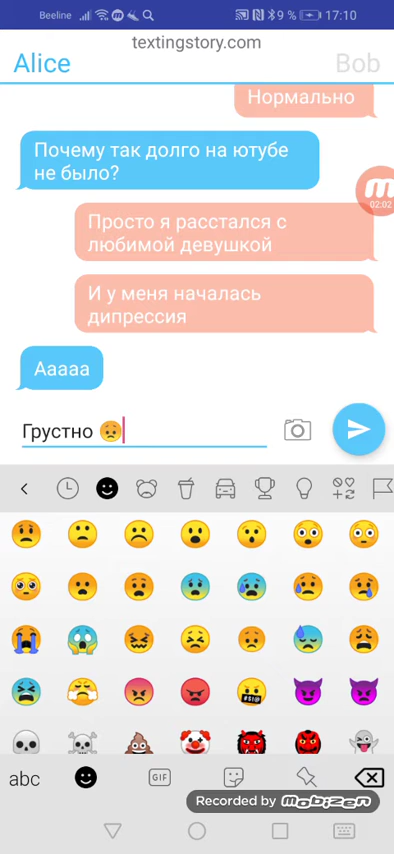 Beeline 9 % 17:10
textingstory.com
Alice Bob
Нормально
Почему так долго на ютубе
не было?
02:02
Просто я расстался с
любимой девушкой
И у меня началась
дипрессия
Ааааа
Грустно 😟
abc GIF
Recorded by mobizen